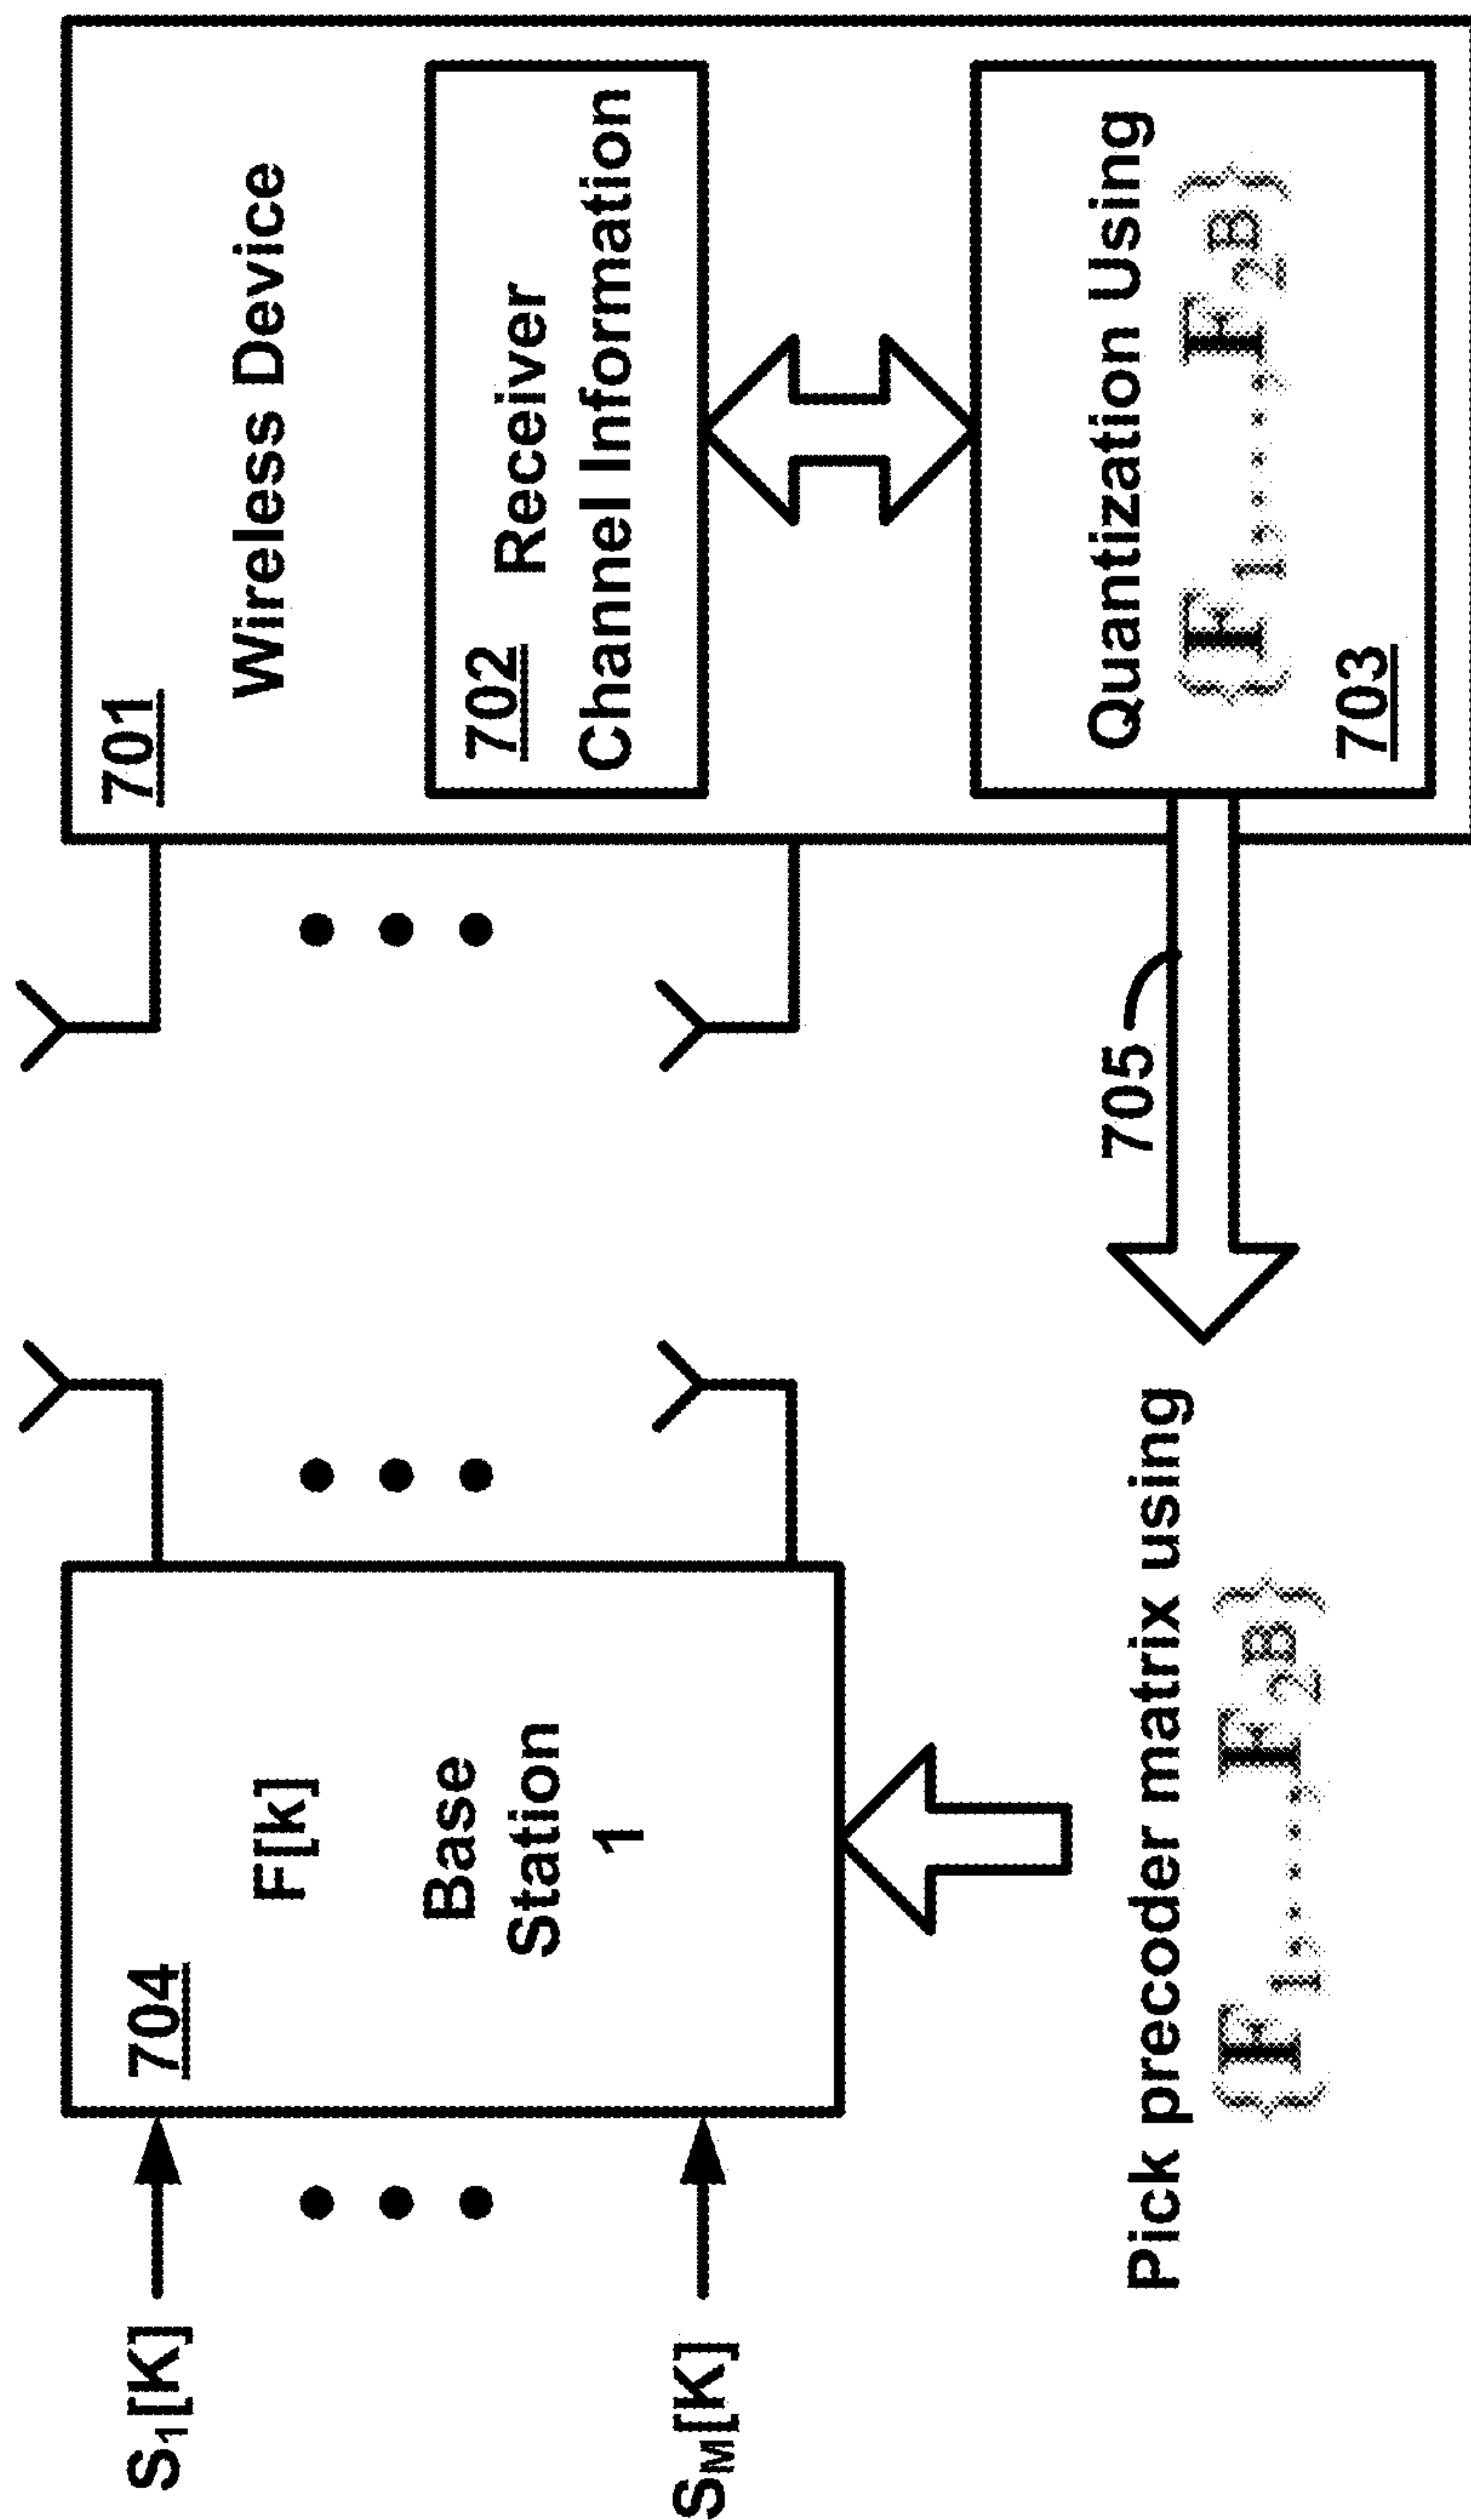 S1[K]
SM[K]
704
F[k]
Base
Station
1
Pick precoder matrix using
{F1,...,F2B}
705
701
Wireless Device
702
Receiver
Channel Information
Quantization Using
{F1,...,F2B}
703